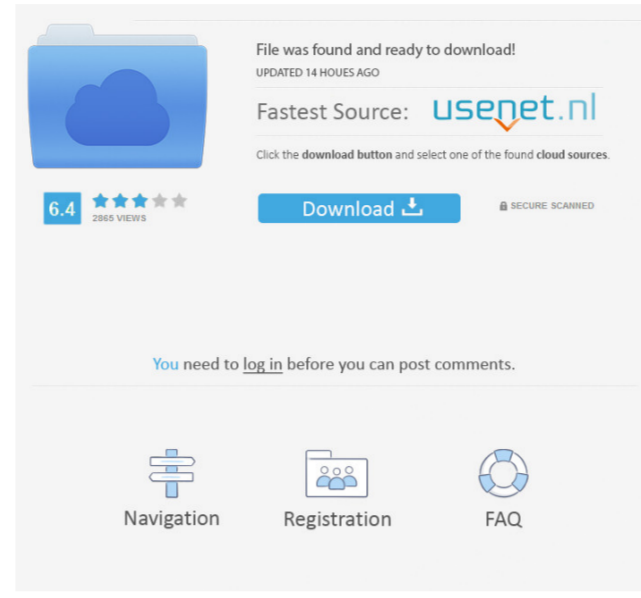 File was found and ready to download!
UPDATED 14 HOUES AGO
Fastest Source: usenet.nl
Click the download button and select one of the found cloud sources.
6.4
2865 VIEWS
Download
SECURE SCANNED
You need to log in before you can post comments.
Navigation
Registration
FAQ